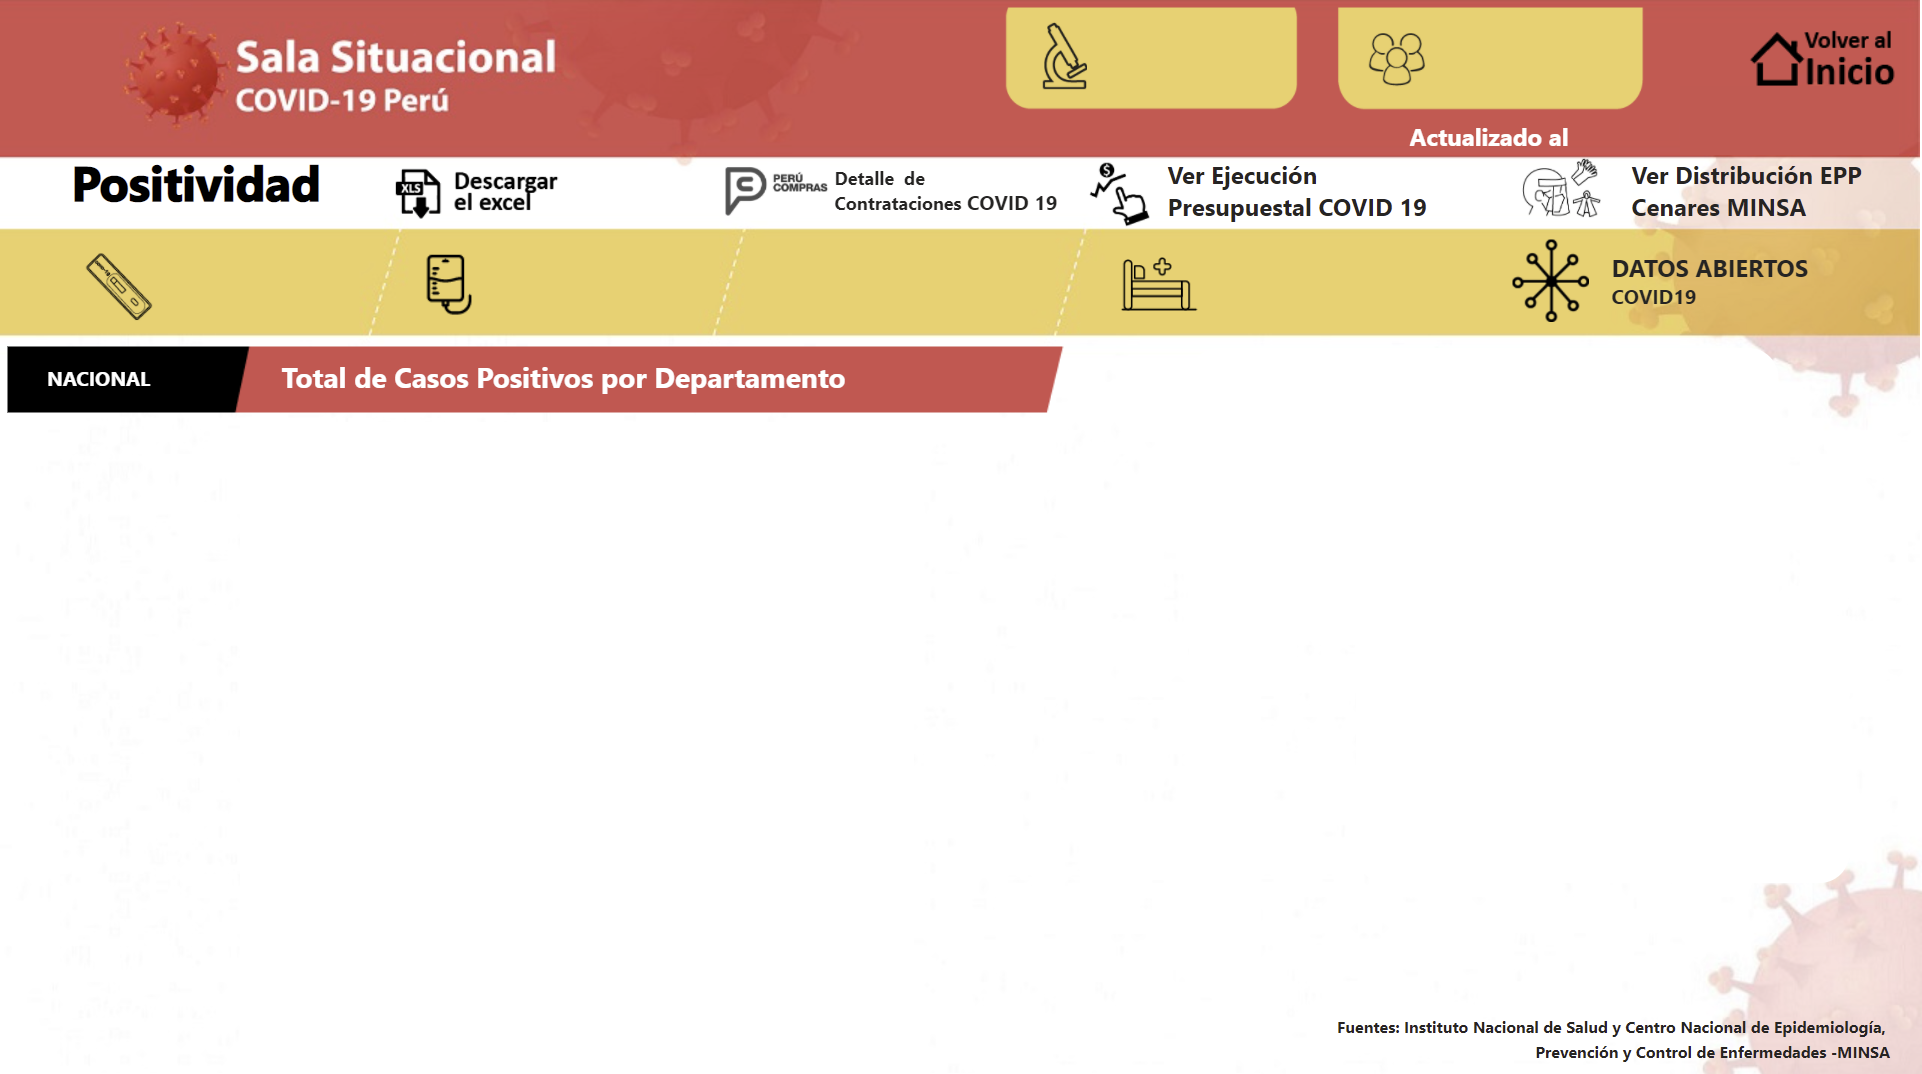 Sala Situacional
COVID-19 Perú
Volver al
Inicio
Actualizado al
Positividad
XLS
Descargar
el excel
PERÚ
COMPRAS
Detalle de
Contrataciones COVID 19
Ver Ejecución
Presupuestal COVID 19
Ver Distribución EPP
Cenares MINSA
DATOS ABIERTOS
COVID19
NACIONAL
Total de Casos Positivos por Departamento
Fuentes: Instituto Nacional de Salud y Centro Nacional de Epidemiología,
Prevención y Control de Enfermedades -MINSA